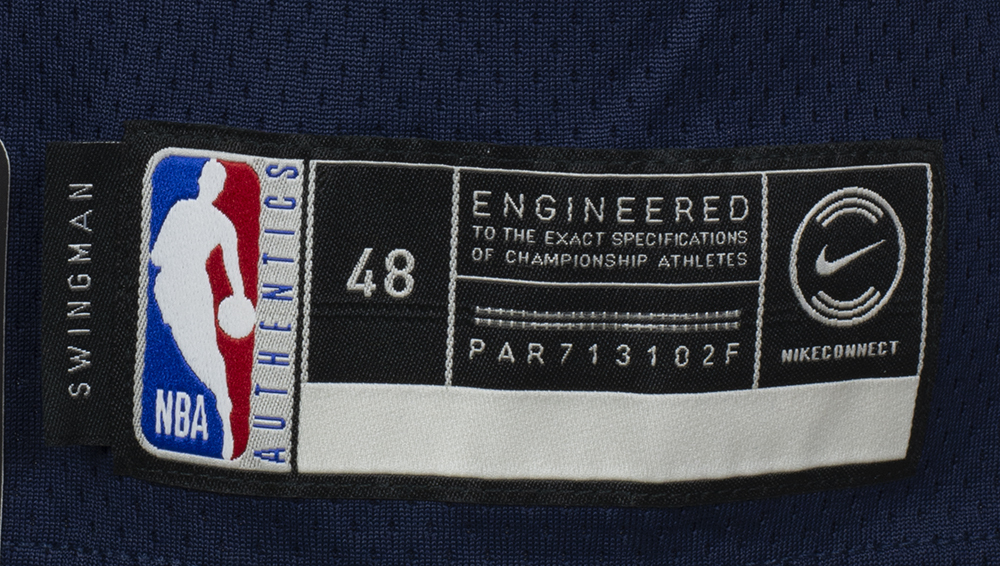 SWINGMAN
NBA
AUTHENTICS
48
ENGINEERED
TO THE EXACT SPECIFICATIONS
OF CHAMPIONSHIP ATHLETES
PAR713102F
NIKECONNECT